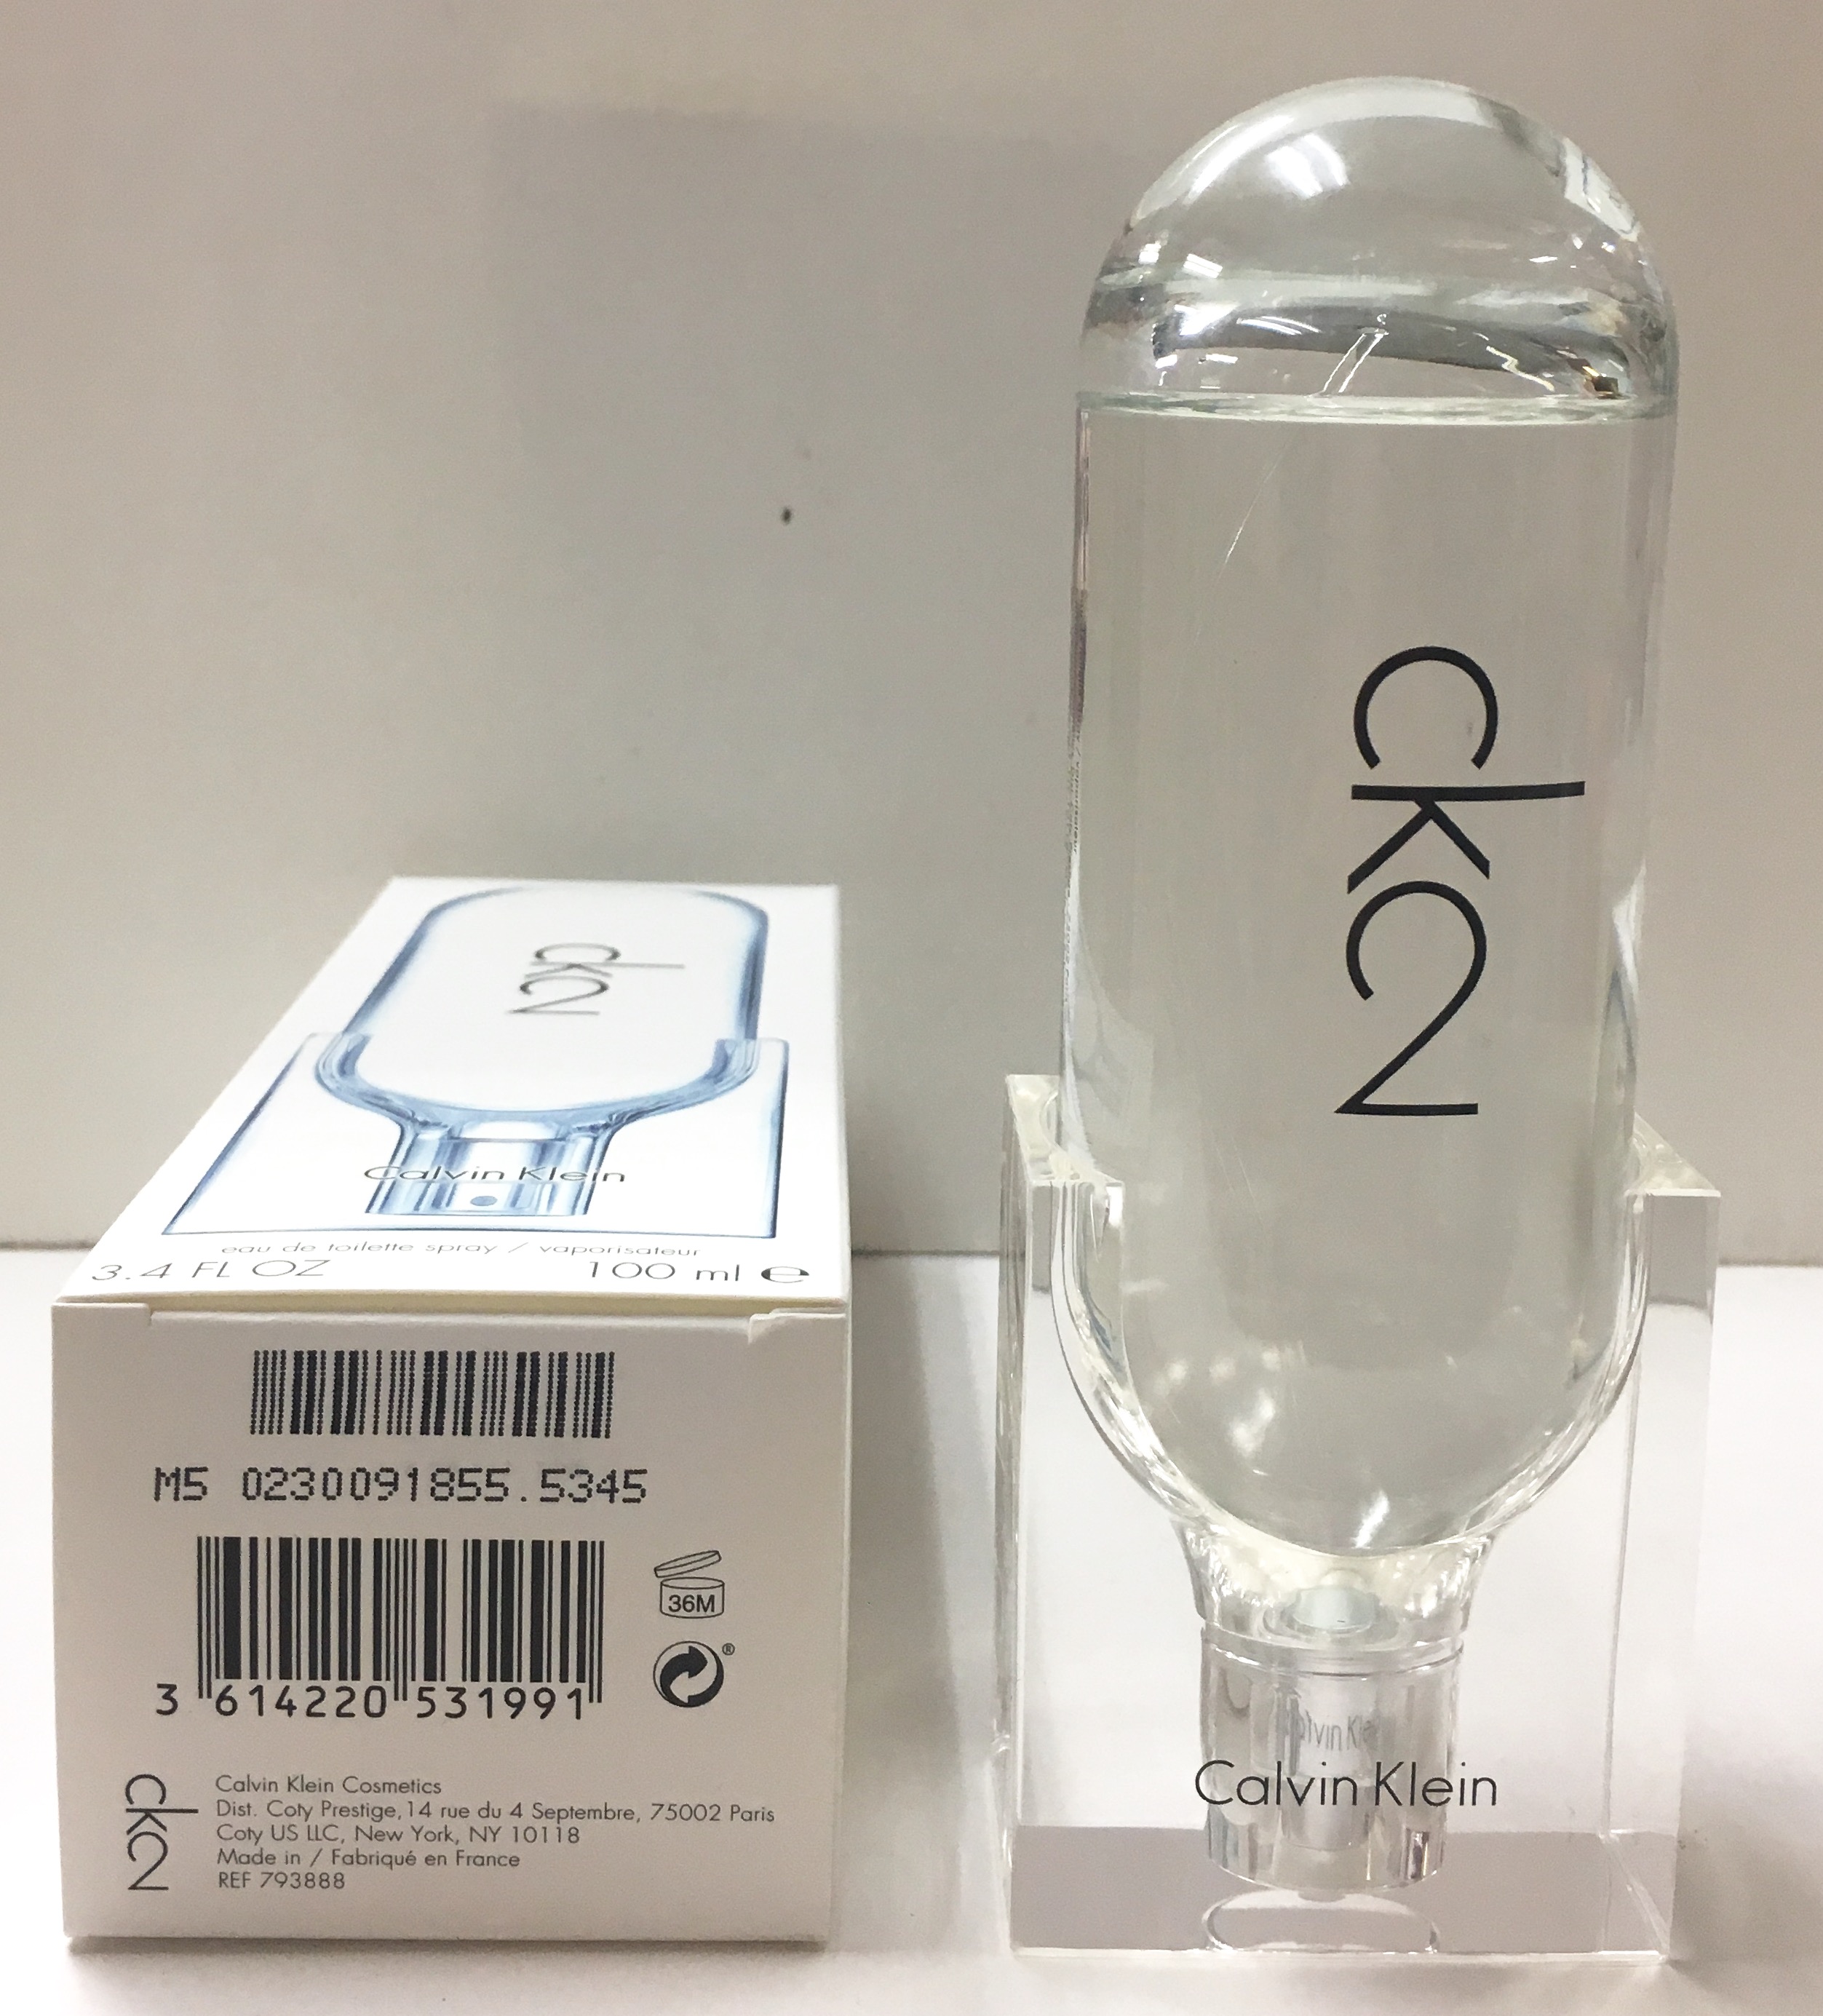 ck2
Calvin Klein
eau de toilette spray / vaporisateur
3.4 FL OZ 100 ml ℮
M5 0230091855.5345
36M
3 614220 531991
®
ck2
Calvin Klein Cosmetics
Dist. Coty Prestige, 14 rue du 4 Septembre, 75002 Paris
Coty US LLC, New York, NY 10118
Made in / Fabriqué en France
REF 793888
ck2
Calvin Klein